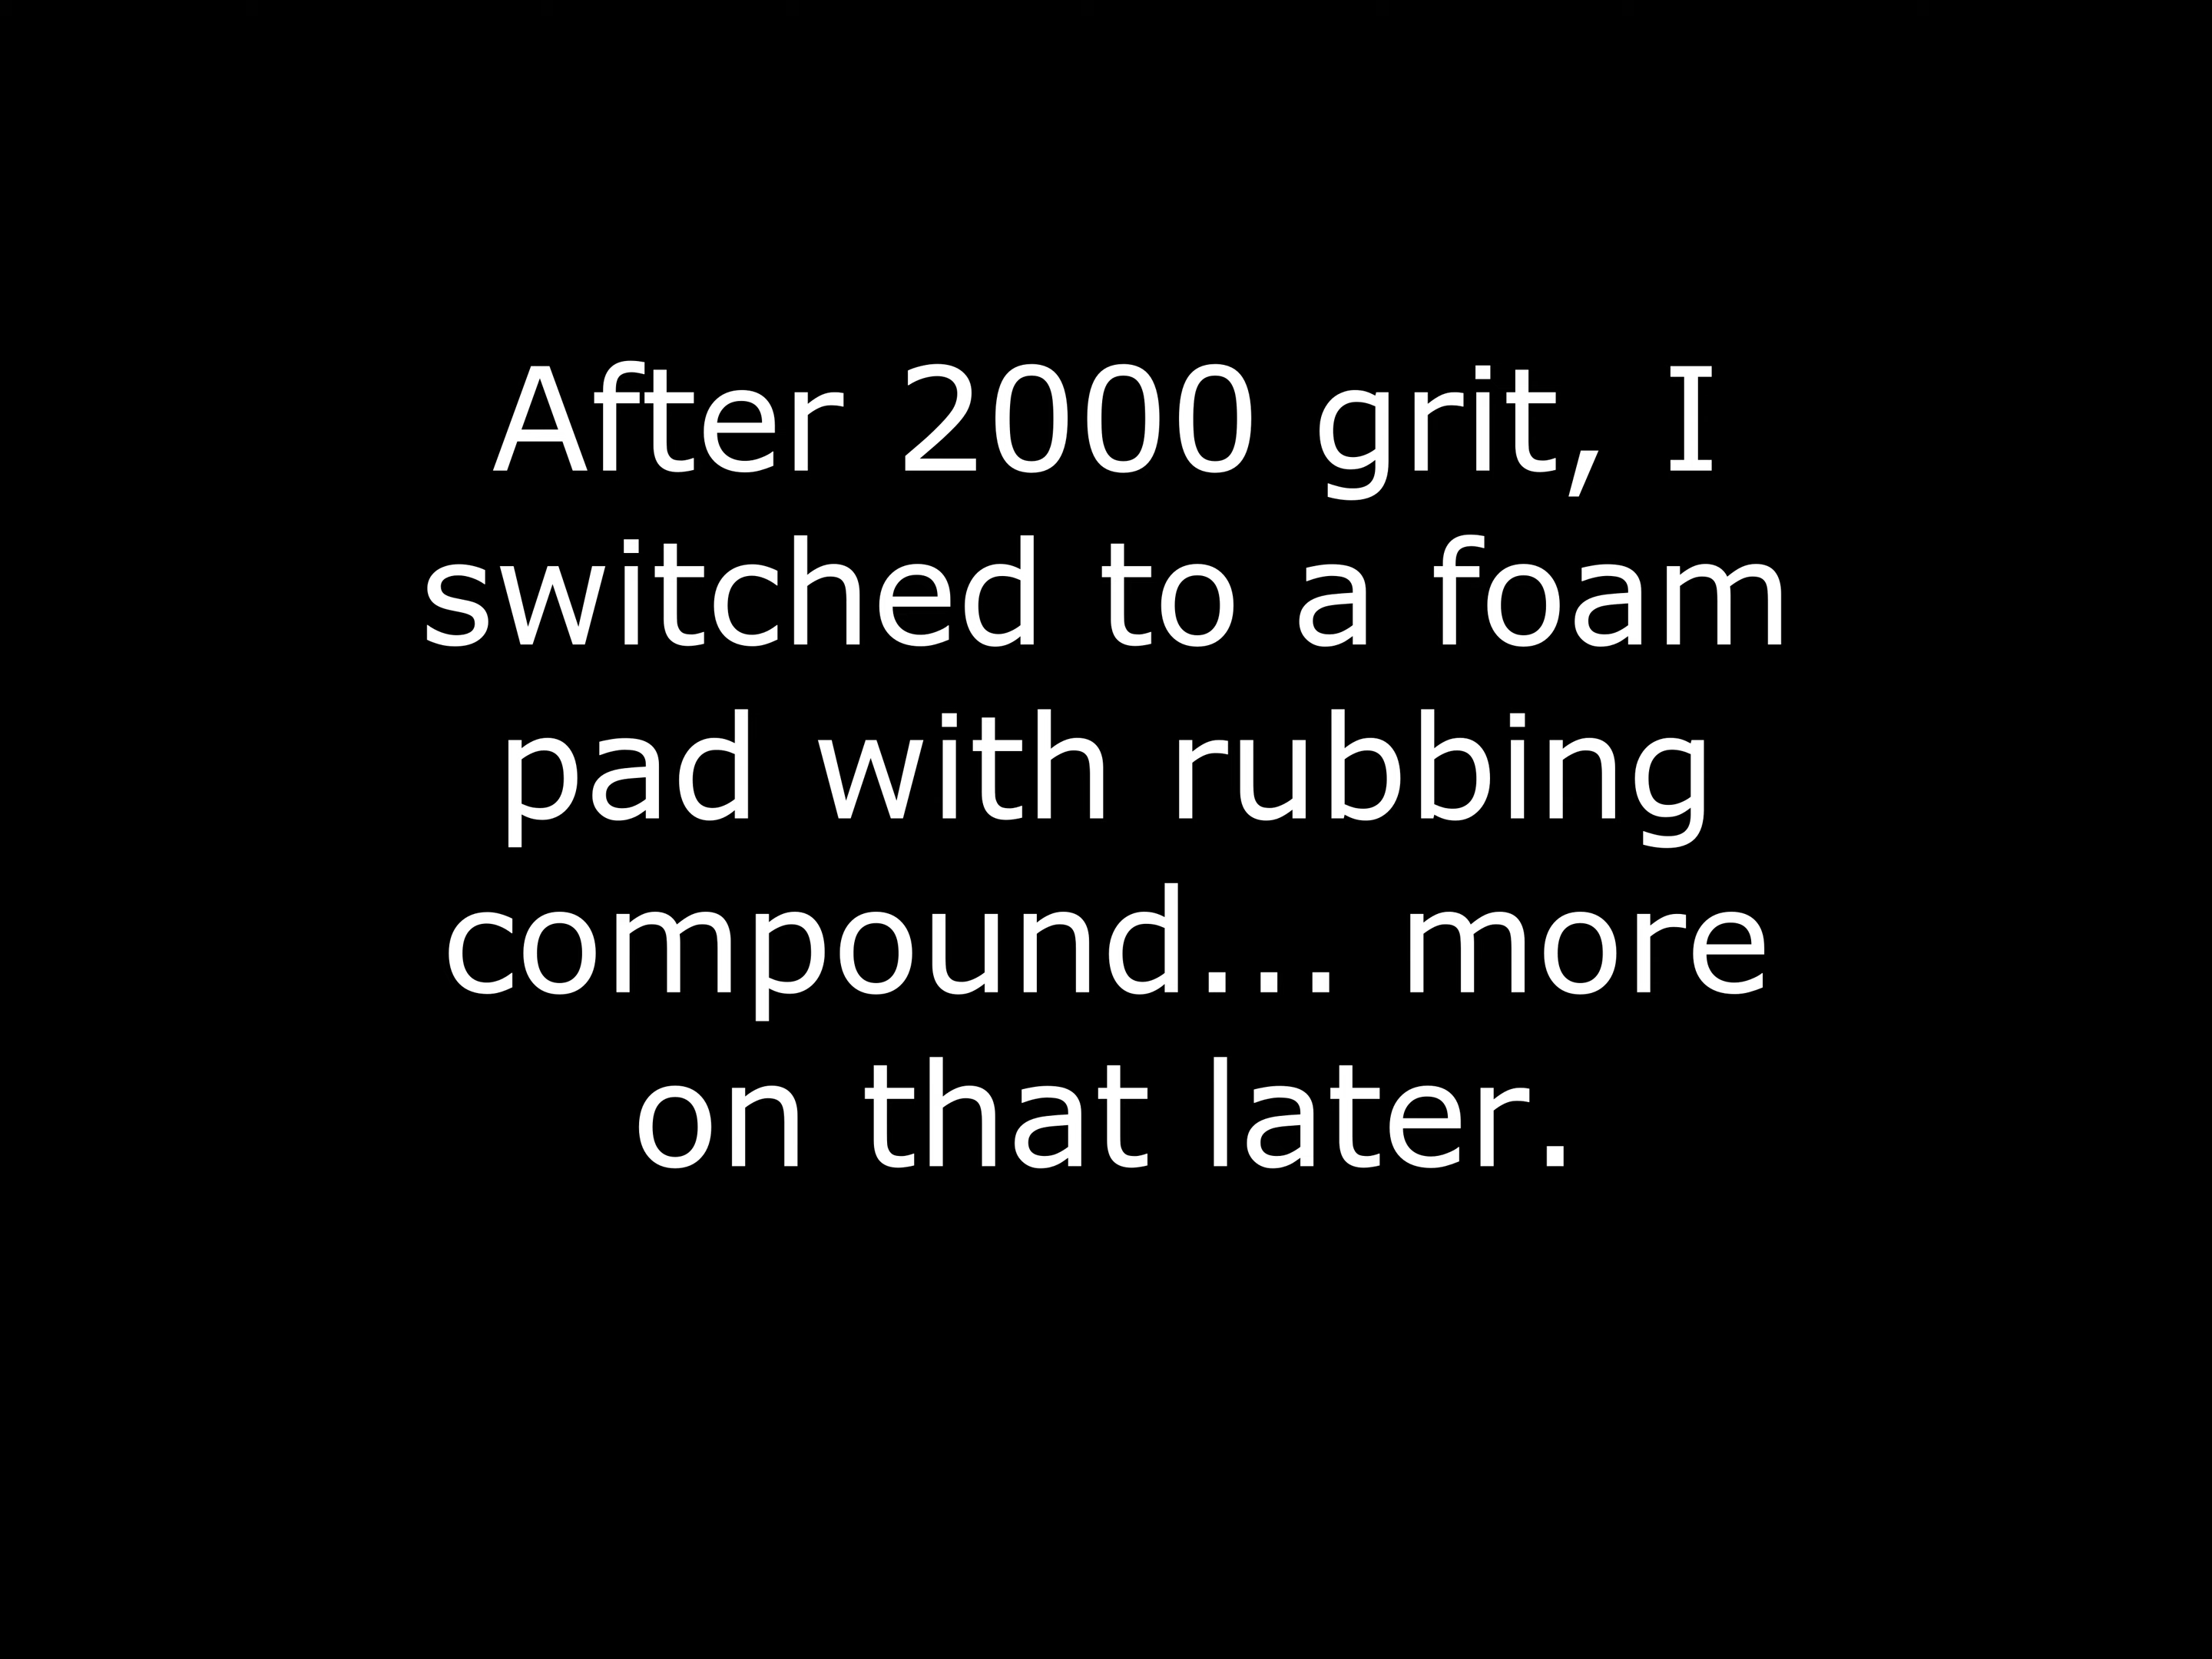 After 2000 grit, I
switched to a foam
pad with rubbing
compound... more
on that later.